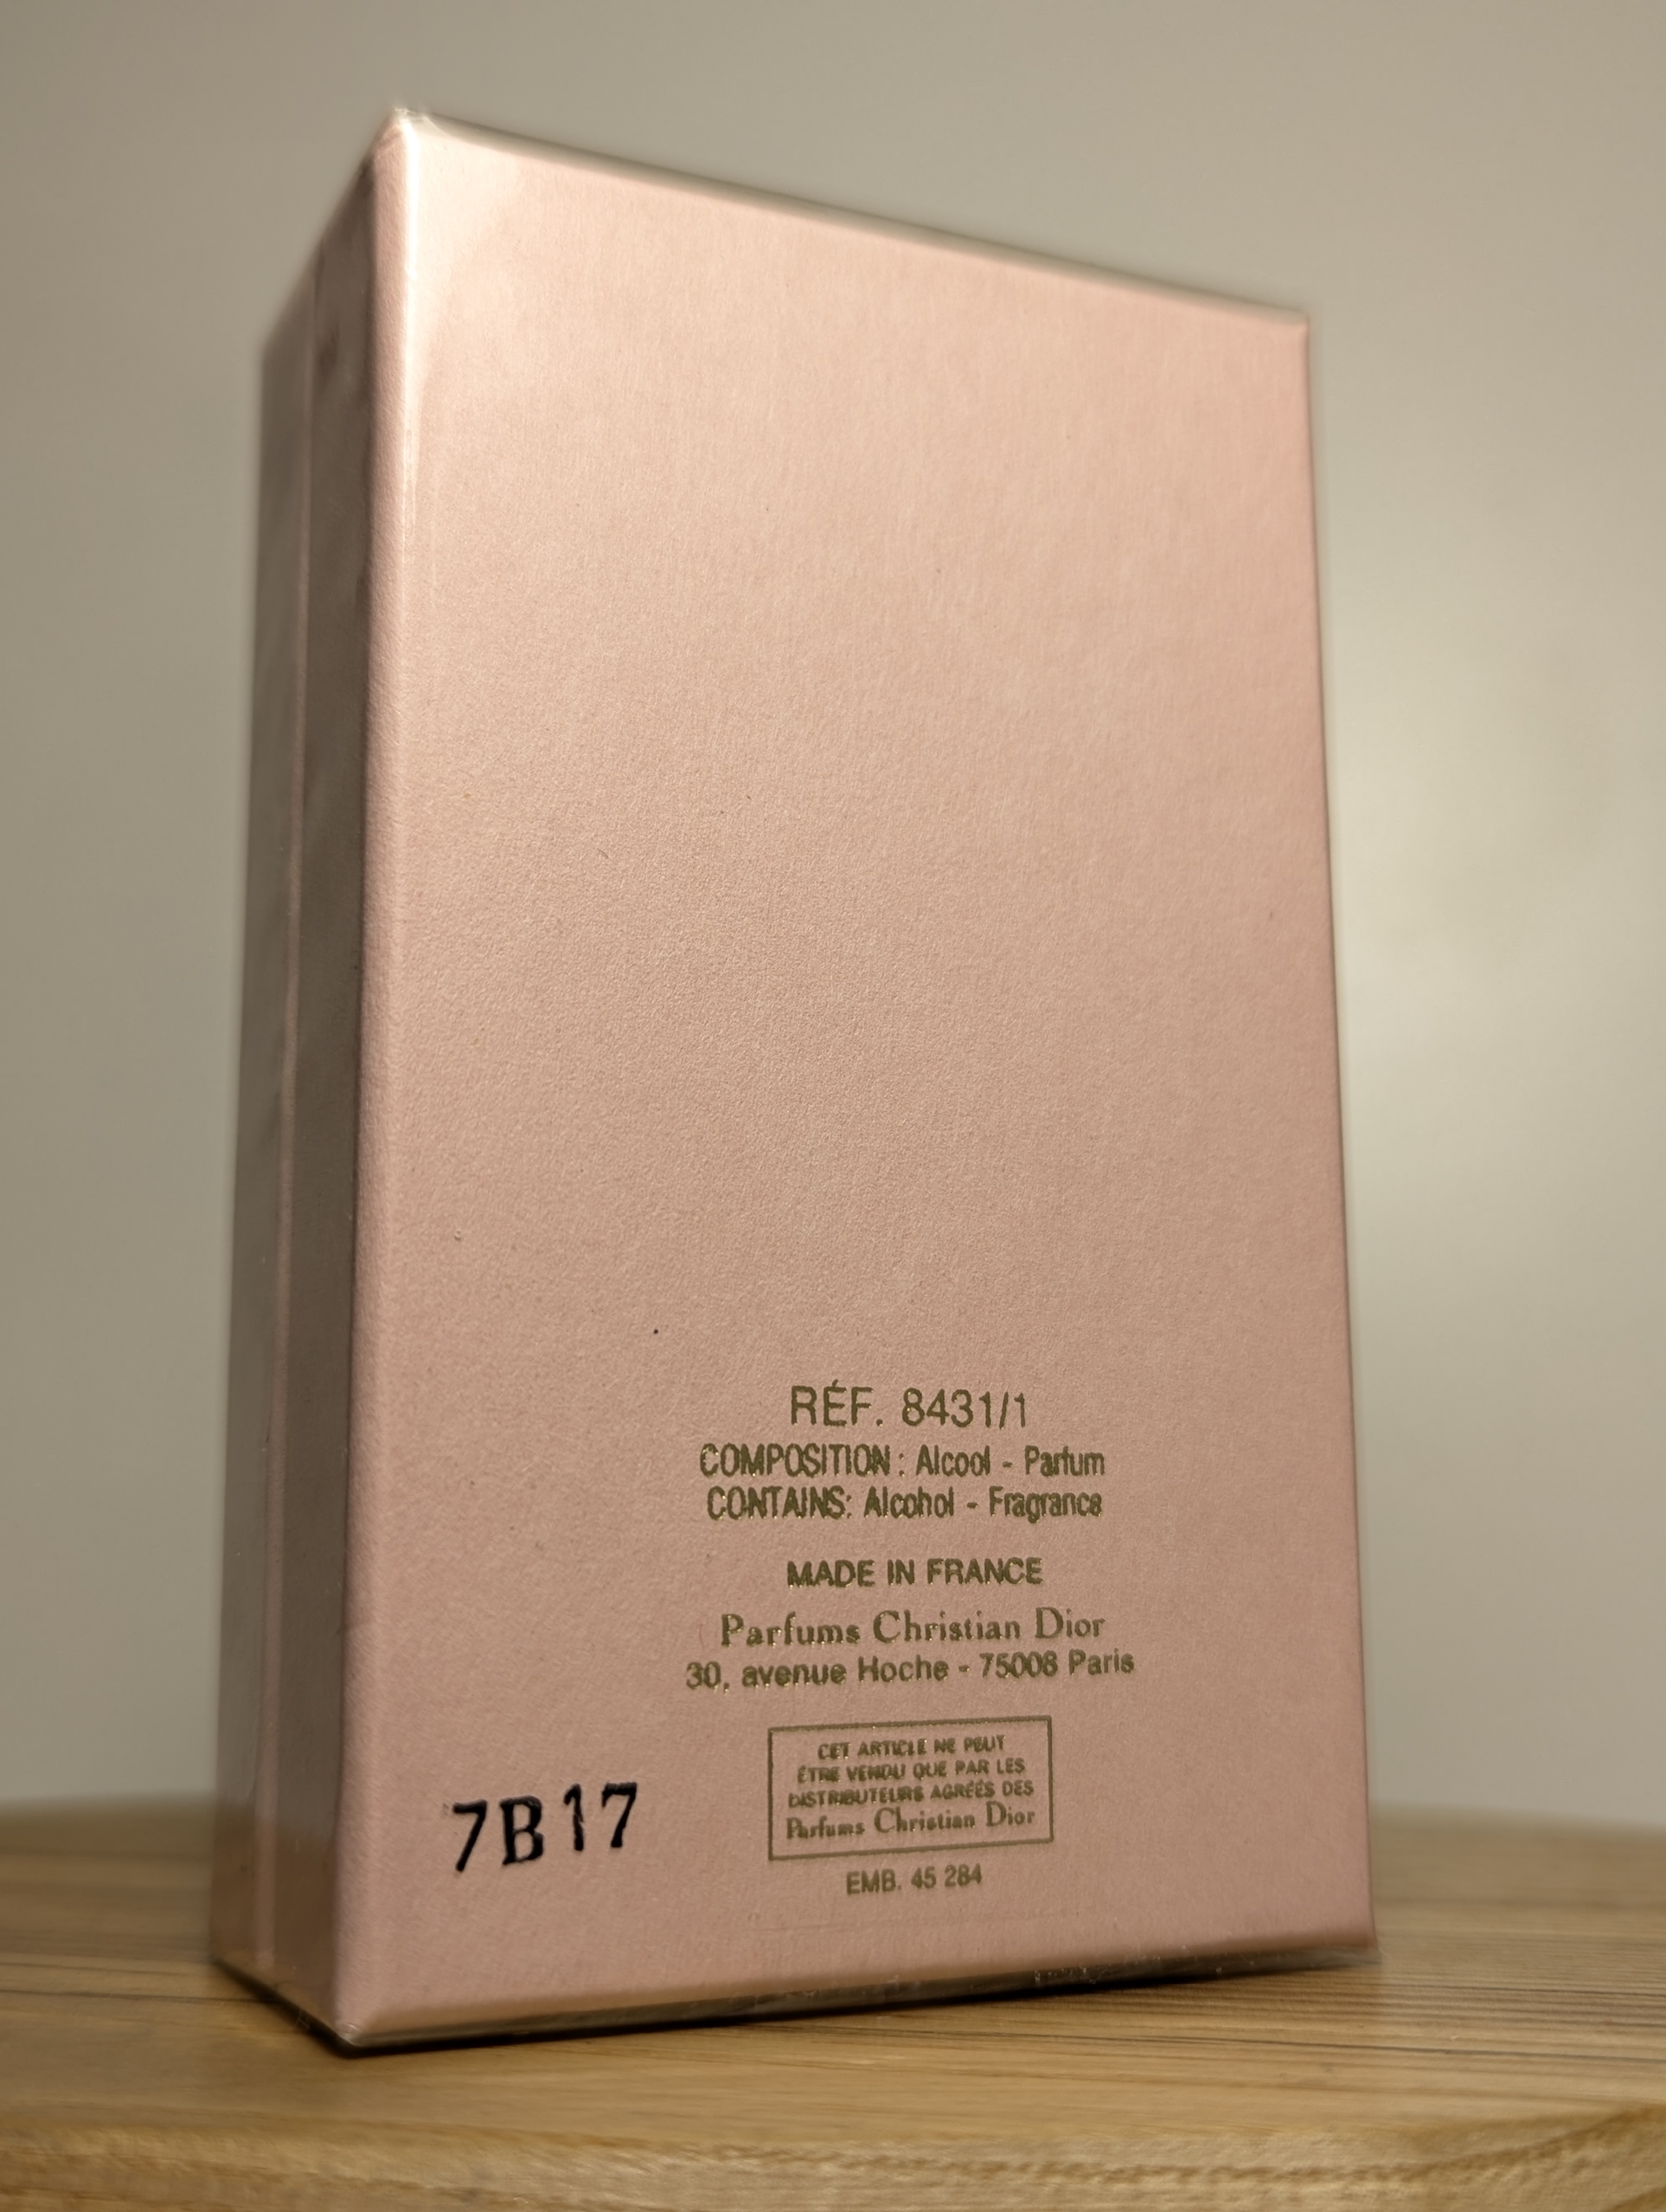 RÉF. 8431/1
COMPOSITION : Alcool - Parfum
CONTAINS: Alcohol - Fragrance
MADE IN FRANCE
Parfums Christian Dior
30, avenue Hoche - 75008 Paris
CET ARTICLE NE PEUT
ÊTRE VENDU QUE PAR LES
DISTRIBUTEURS AGRÉÉS DES
Parfums Christian Dior
EMB. 45 284
7B17